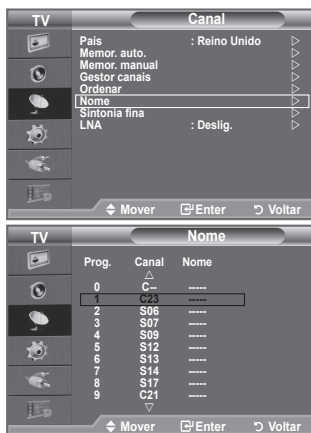 TV Canal
País : Reino Unido
Memor. auto.
Memor. manual
Gestor canais
Ordenar
Nome
Sintonia fina
LNA : Deslig.
Mover Enter Voltar
TV Nome
Prog. Canal Nome
0 C-- -----
1 C23 -----
2 S06 -----
3 S07 -----
4 S09 -----
5 S12 -----
6 S13 -----
7 S14 -----
8 S17 -----
9 C21 -----
Mover Enter Voltar